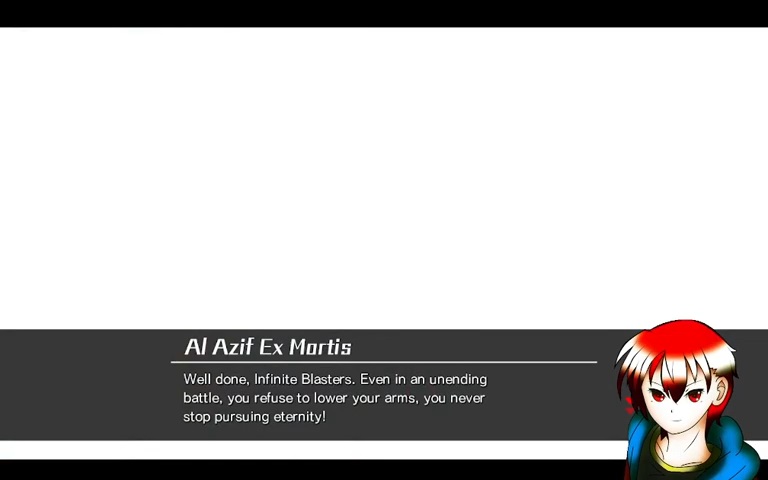 Al Azif Ex Mortis
Well done, Infinite Blasters. Even in an unending
battle, you refuse to lower your arms, you never
stop pursuing eternity!